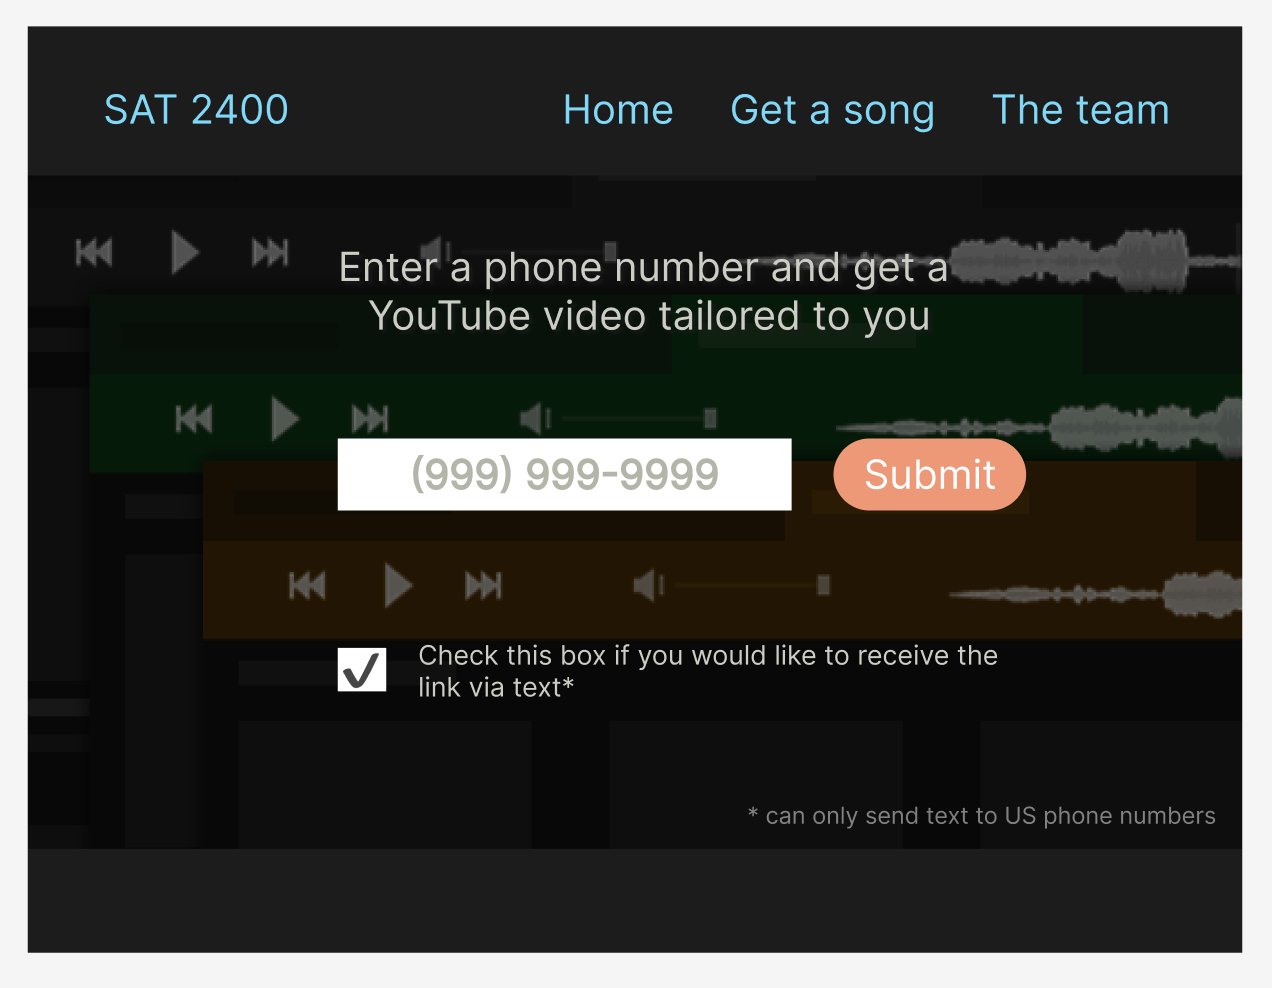 SAT 2400
Home
Get a song
The team
Enter a phone number and get a
YouTube video tailored to you
(999) 999-9999
Submit
Check this box if you would like to receive the
link via text*
* can only send text to US phone numbers